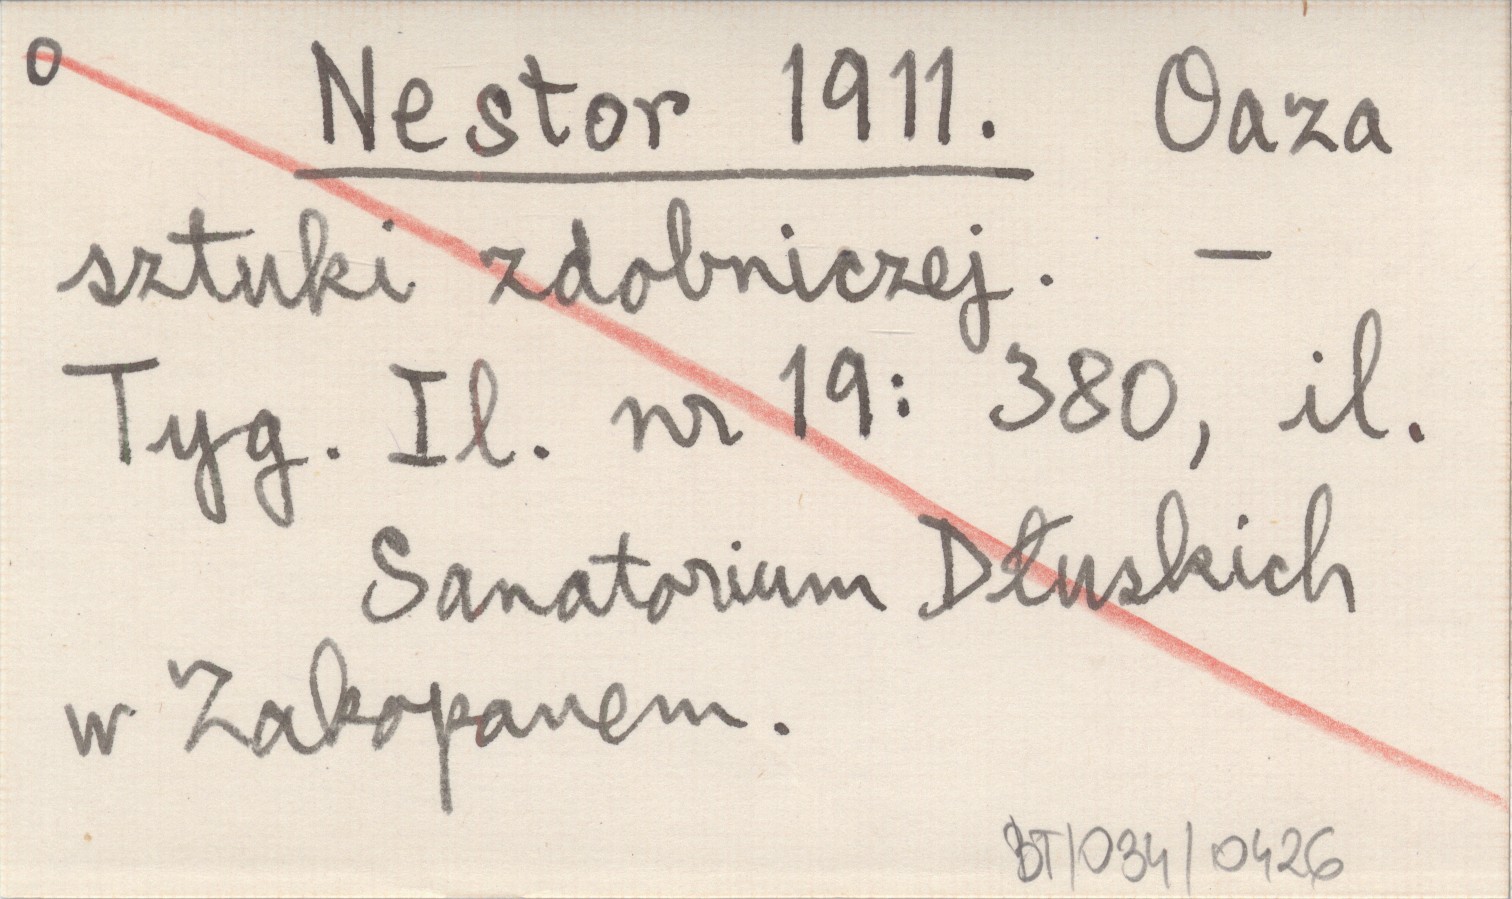 o Nestor 1911. Oaza
sztuki zdobniczej. –
Tyg. Il. nr 19: 380, il.
Sanatorium Dłuskich
w Zakopanem.
BT/034/0426